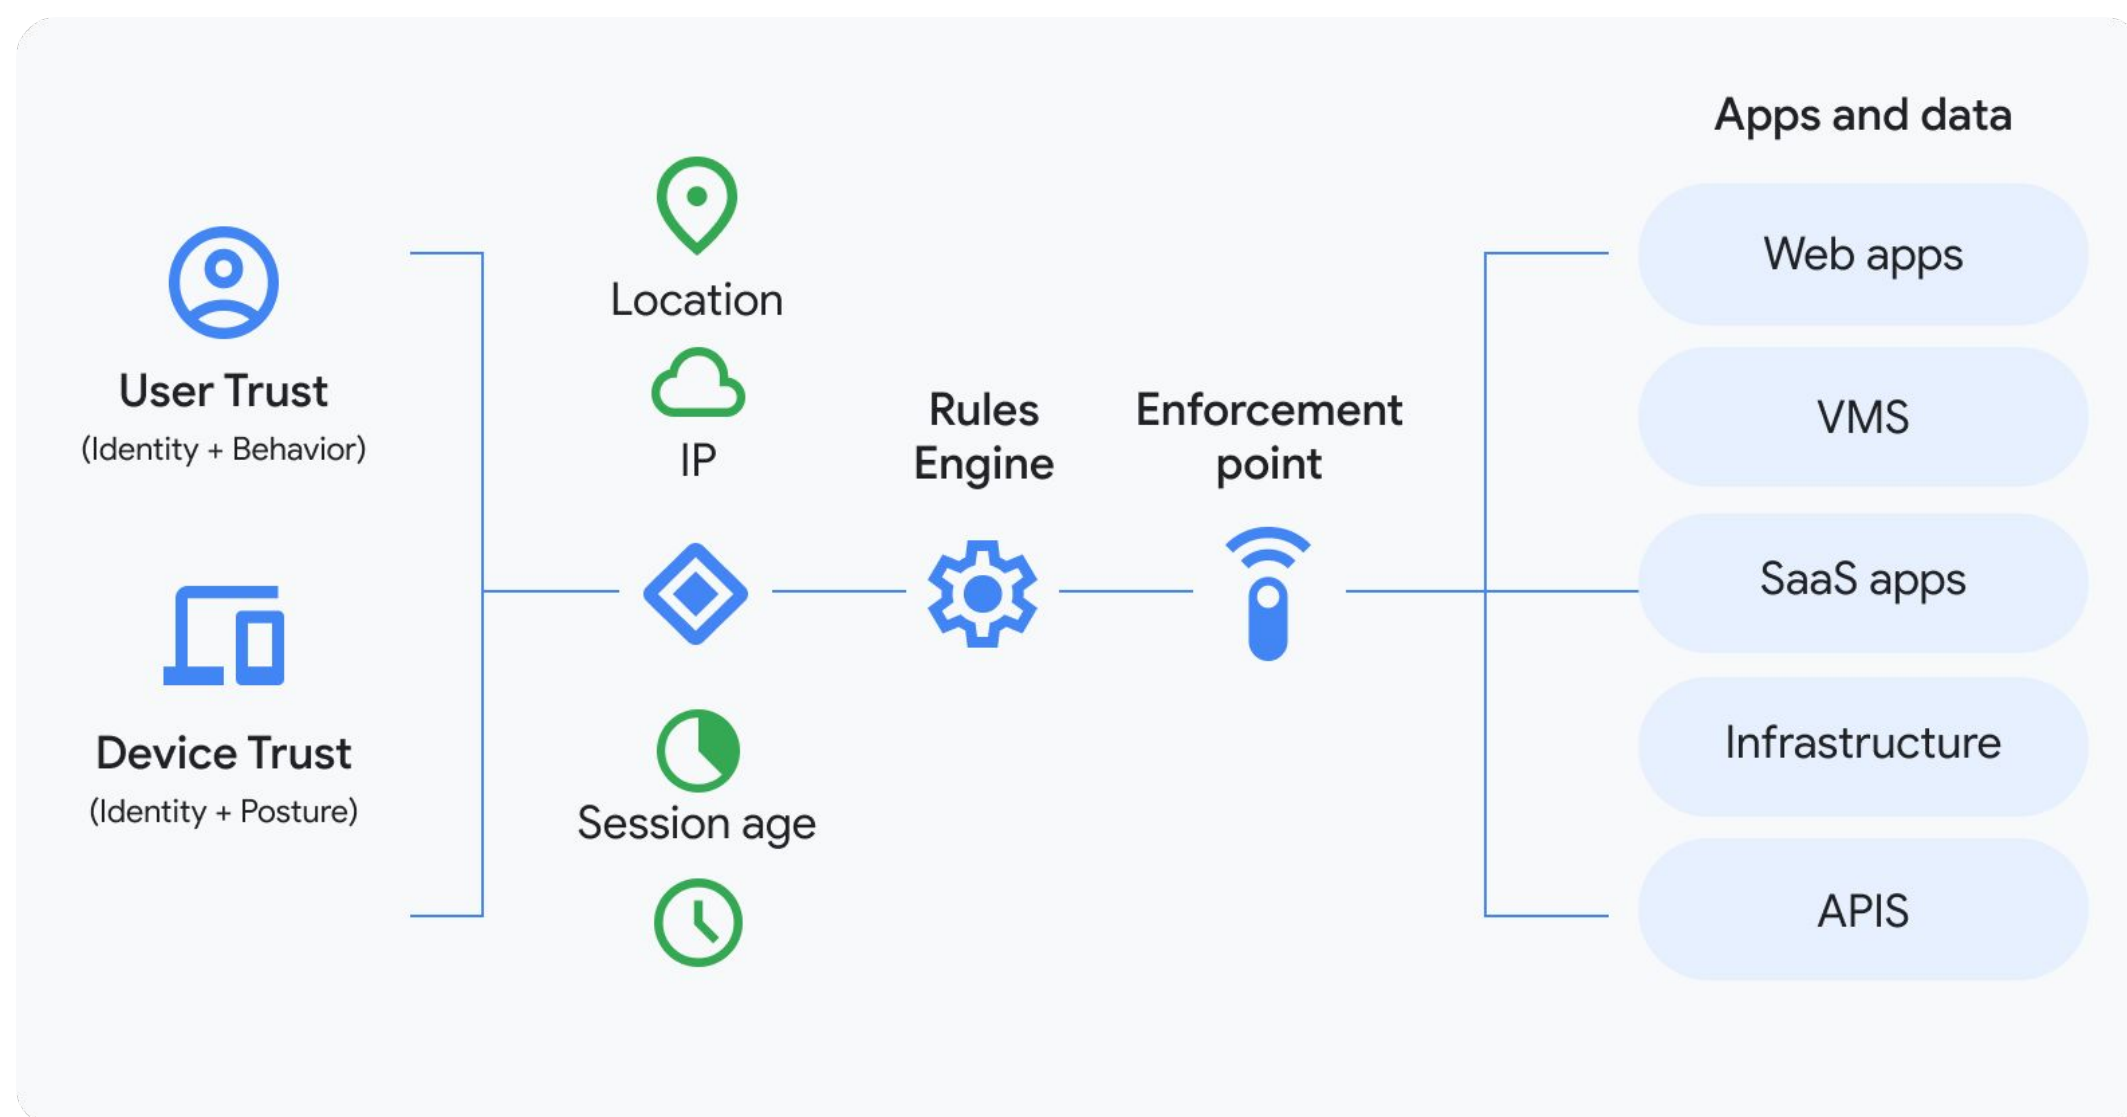 User Trust
(Identity + Behavior)
Device Trust
(Identity + Posture)
Location
IP
Session age
Rules
Engine
Enforcement
point
Apps and data
Web apps
VMS
SaaS apps
Infrastructure
APIS